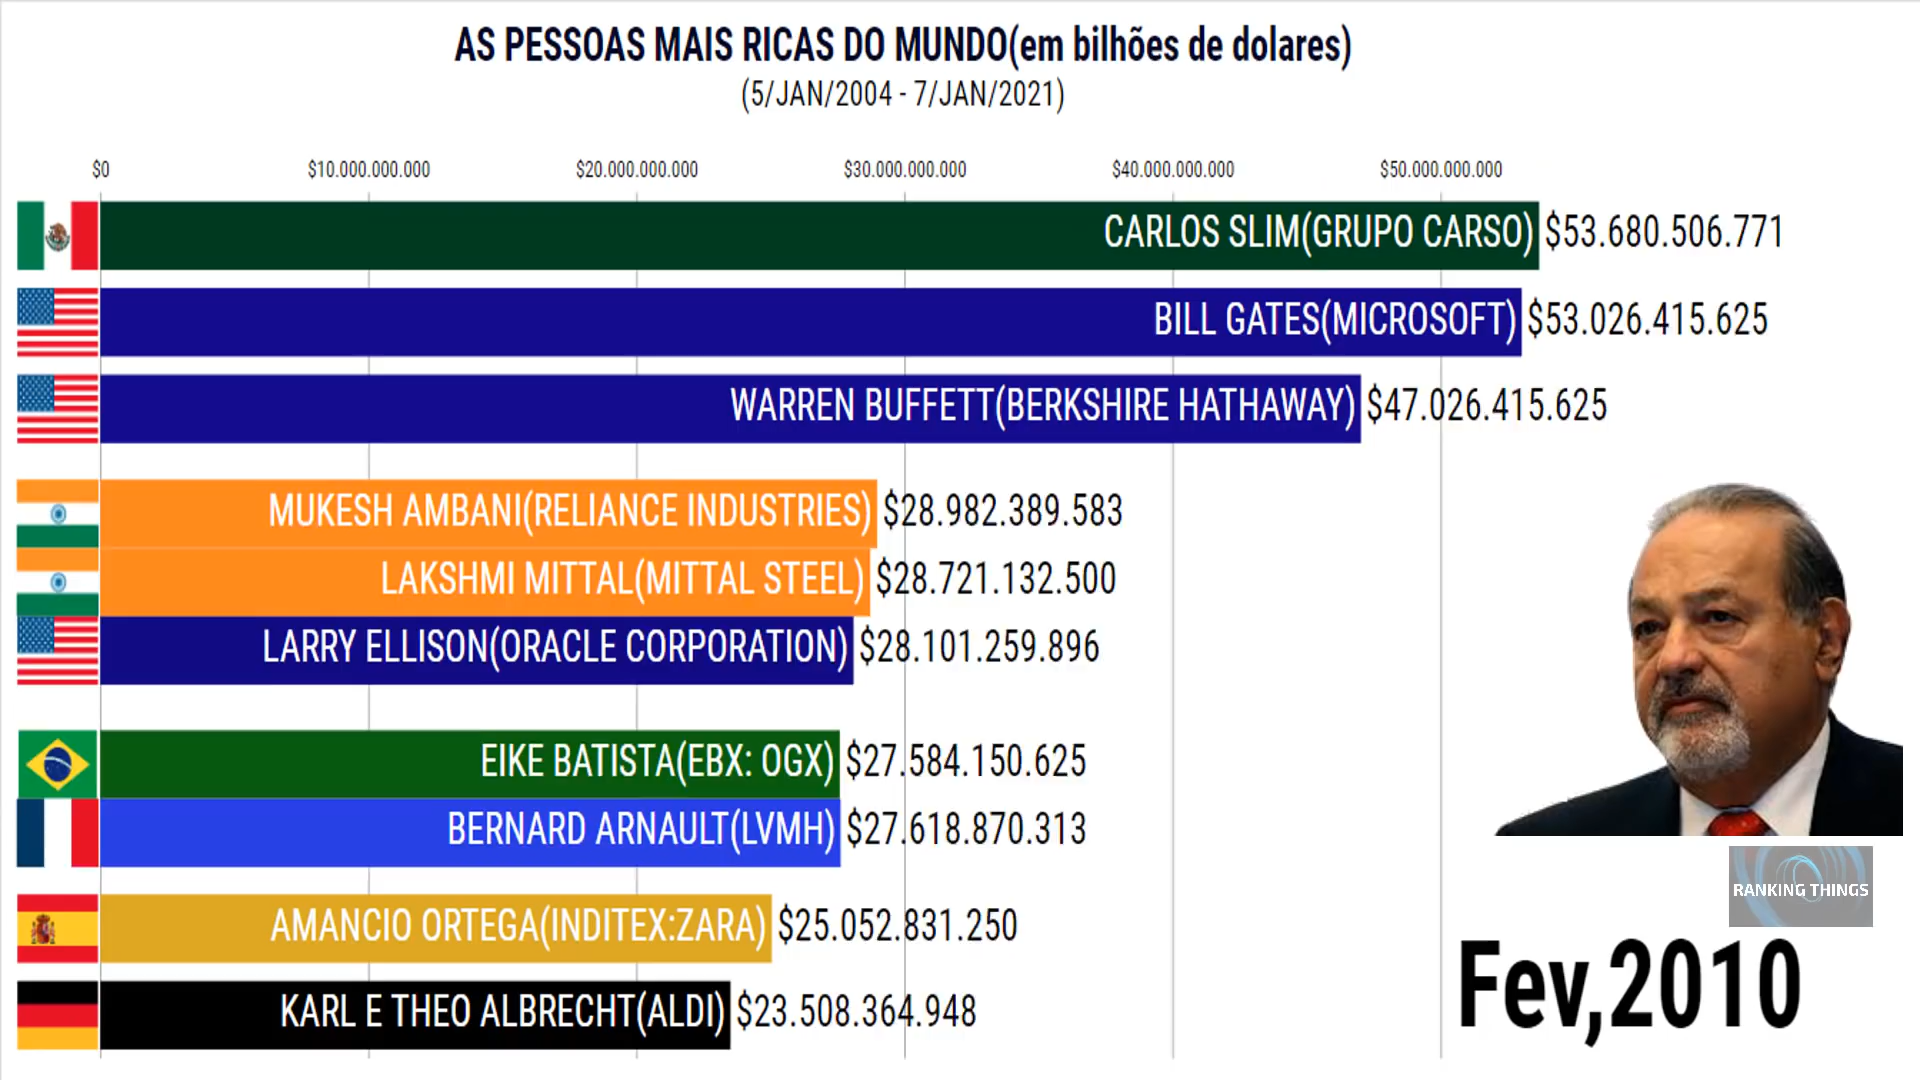 AS PESSOAS MAIS RICAS DO MUNDO(em bilhões de dolares)
(5/JAN/2004 - 7/JAN/2021)
$0 $10.000.000.000 $20.000.000.000 $30.000.000.000 $40.000.000.000 $50.000.000.000
CARLOS SLIM(GRUPO CARSO) $53.680.506.771
BILL GATES(MICROSOFT) $53.026.415.625
WARREN BUFFETT(BERKSHIRE HATHAWAY) $47.026.415.625
MUKESH AMBANI(RELIANCE INDUSTRIES) $28.982.389.583
LAKSHMI MITTAL(MITTAL STEEL) $28.721.132.500
LARRY ELLISON(ORACLE CORPORATION) $28.101.259.896
EIKE BATISTA(EBX: OGX) $27.584.150.625
BERNARD ARNAULT(LVMH) $27.618.870.313
AMANCIO ORTEGA(INDITEX:ZARA) $25.052.831.250
KARL E THEO ALBRECHT(ALDI) $23.508.364.948
RANKING THINGS
Fev,2010